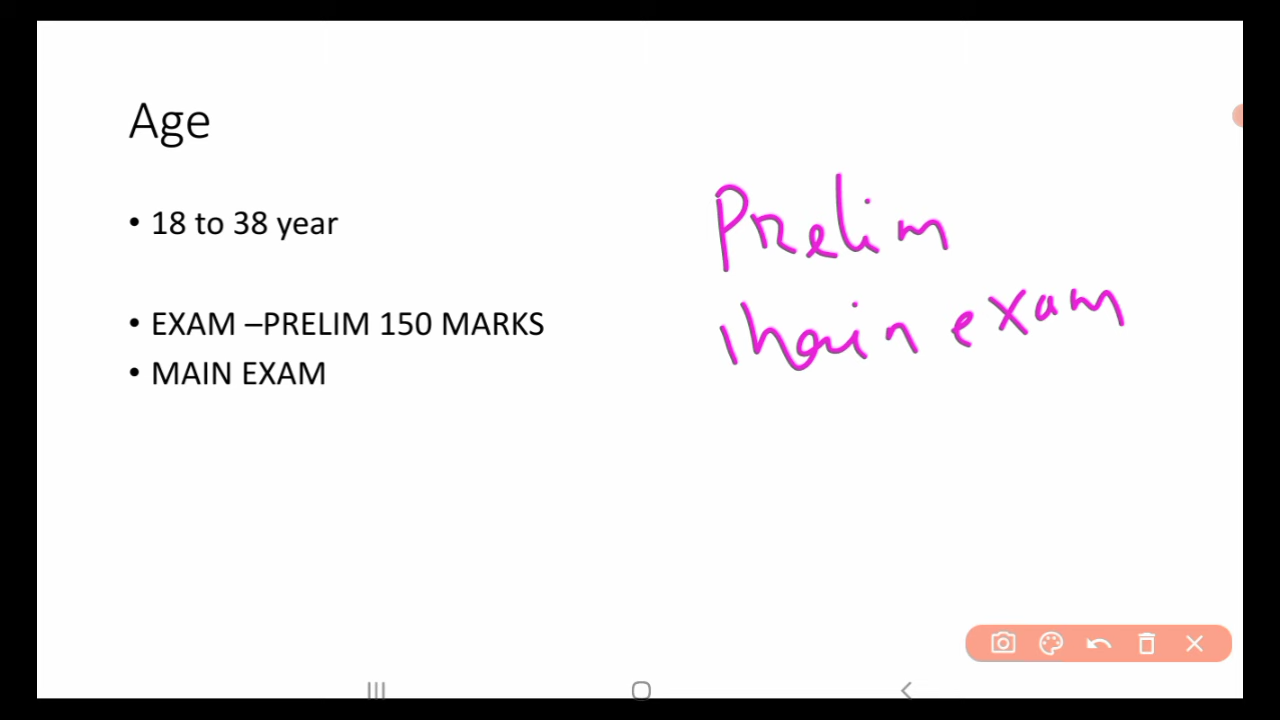 Age
• 18 to 38 year
• EXAM –PRELIM 150 MARKS
• MAIN EXAM
Prelim
main exam